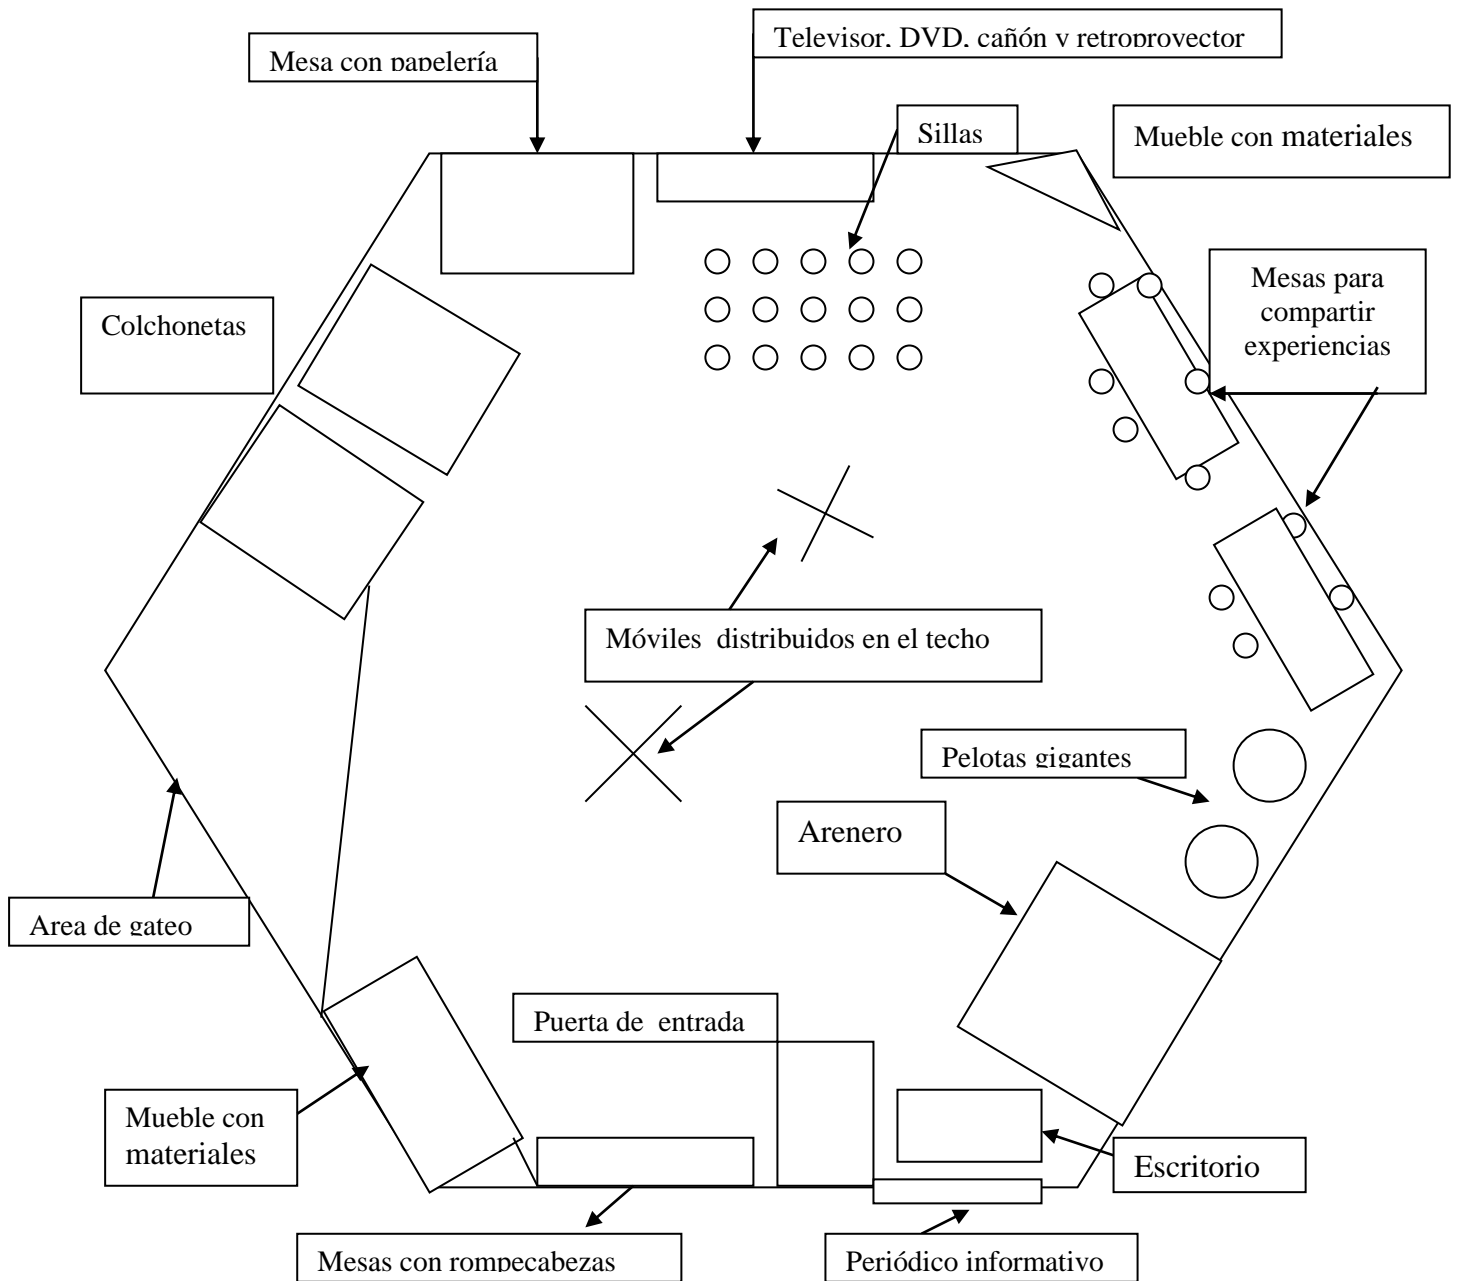 Televisor, DVD, cañón y retroproyector
Mesa con papelería
Sillas
Mueble con materiales
Mesas para
compartir
experiencias
Colchonetas
Móviles distribuidos en el techo
Pelotas gigantes
Arenero
Area de gateo
Puerta de entrada
Mueble con
materiales
Escritorio
Mesas con rompecabezas
Periódico informativo